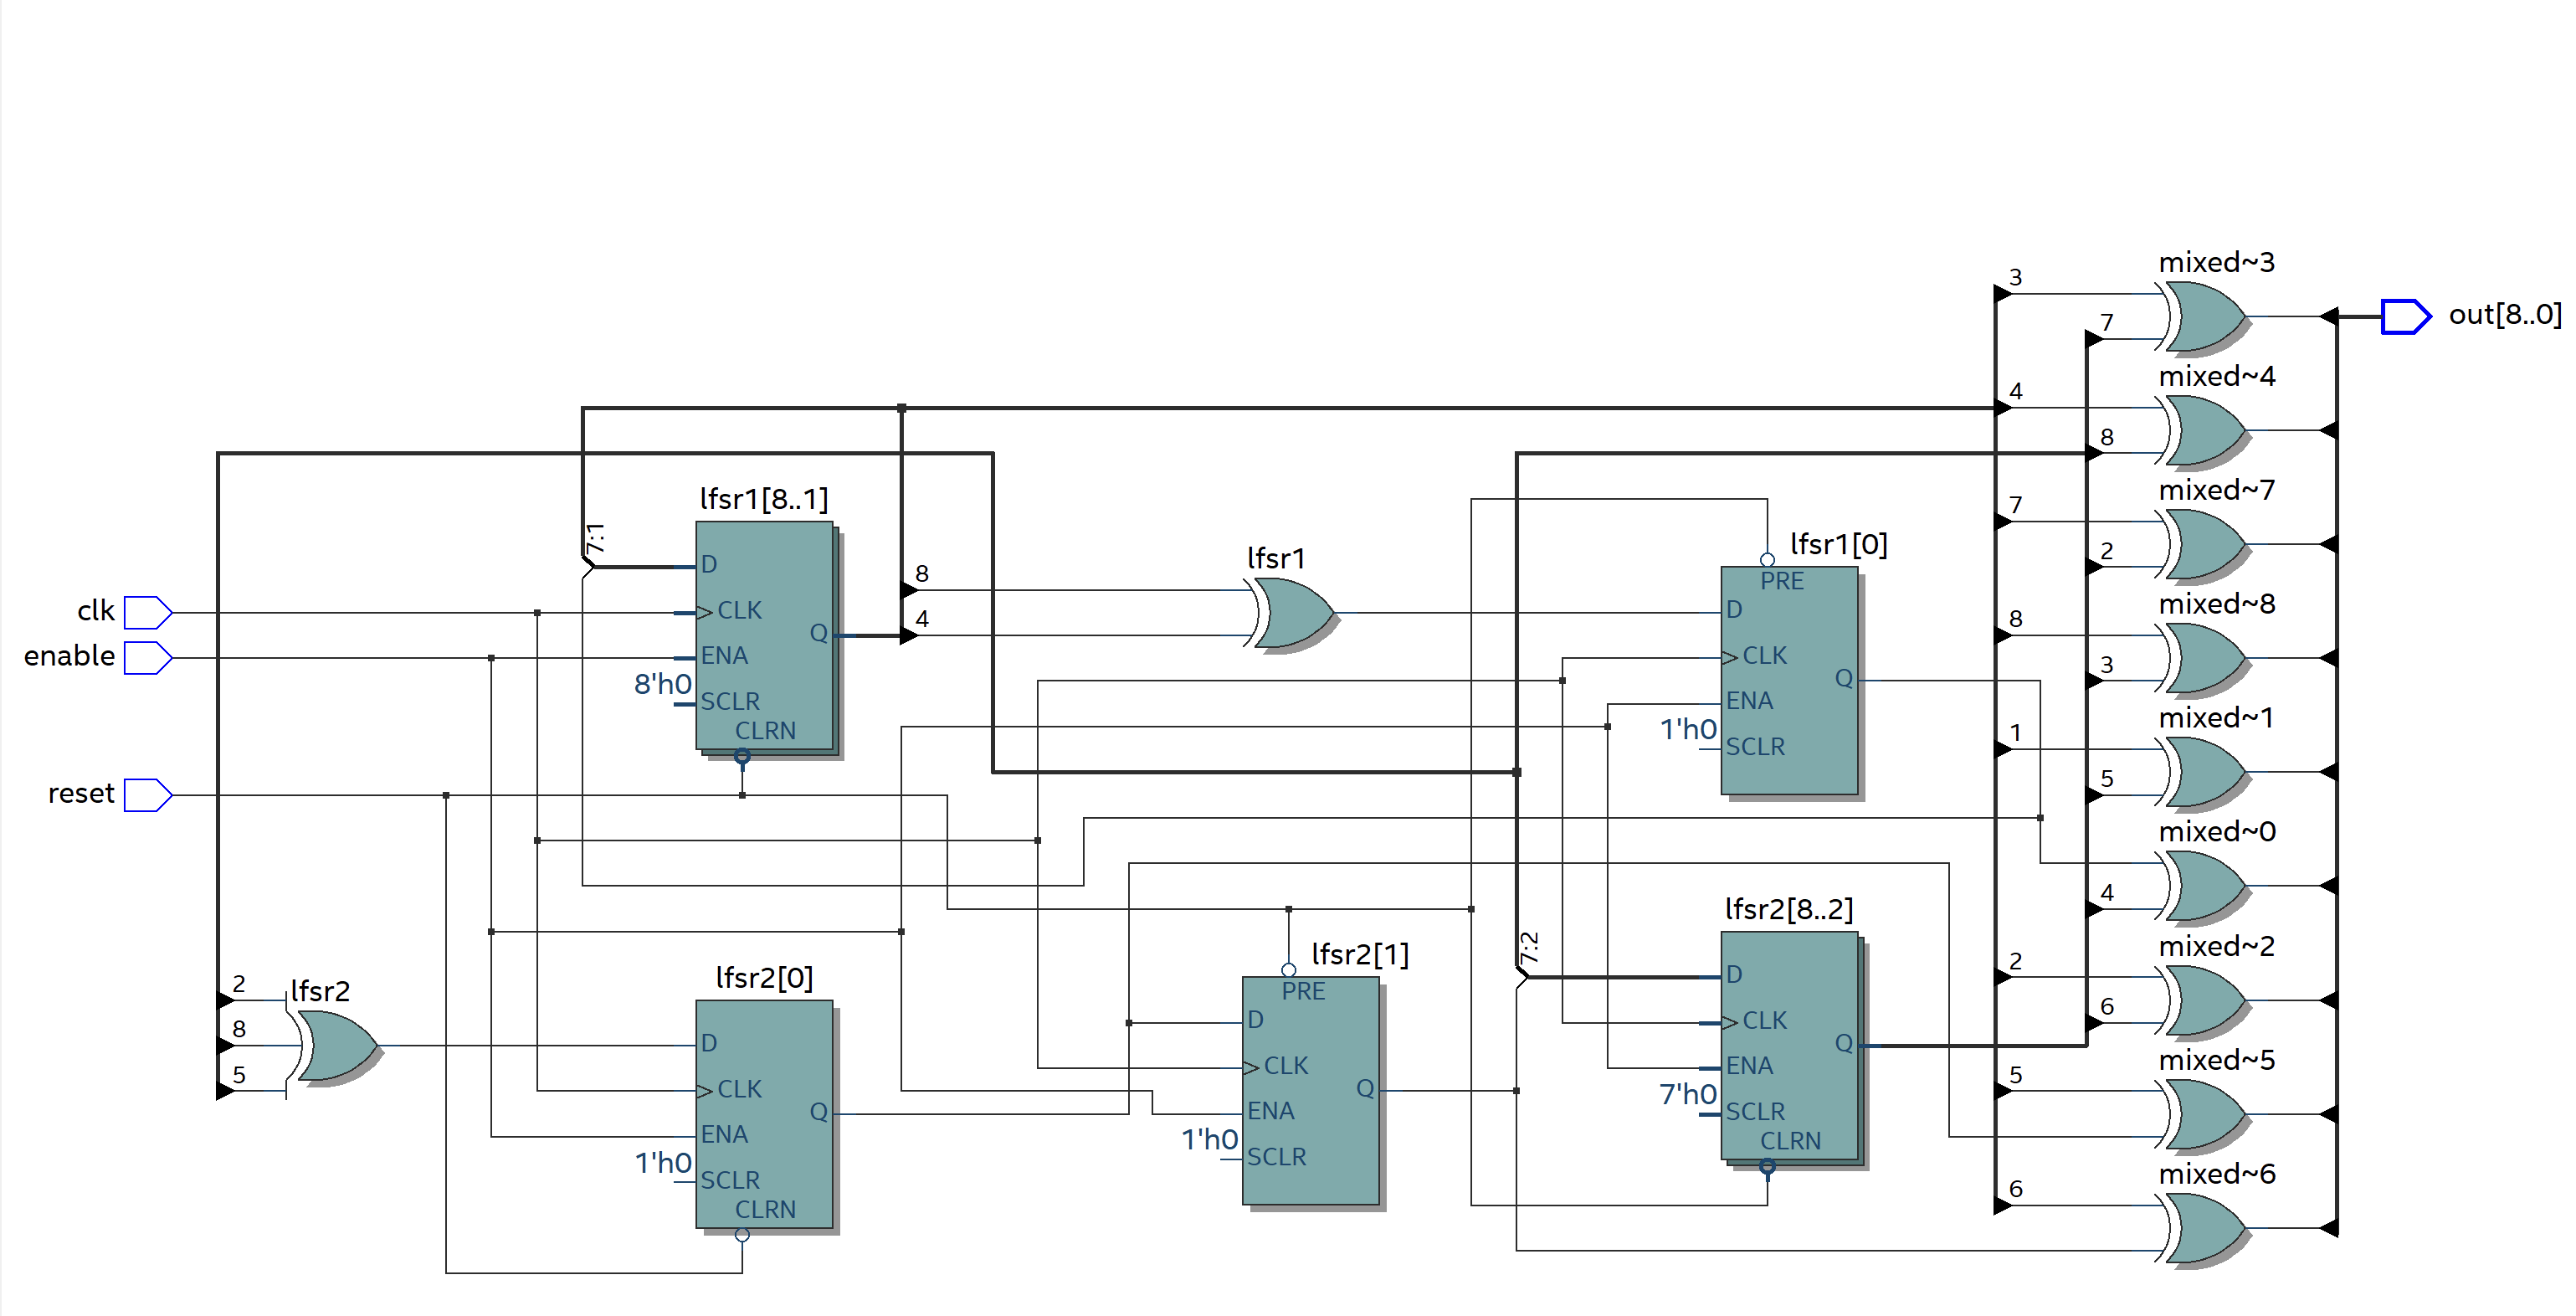 mixed~3
3
7
out[8..0]
mixed~4
4
8
mixed~7
7
2
mixed~8
8
3
mixed~1
1
5
mixed~0
4
mixed~2
2
6
mixed~5
5
mixed~6
6
lfsr1[8..1]
7:1
D
CLK
Q
ENA
8'h0
SCLR
CLRN
clk
enable
reset
8
4
lfsr1
lfsr1[0]
PRE
D
CLK
Q
ENA
1'h0
SCLR
2
lfsr2
8
5
lfsr2[0]
D
CLK
Q
ENA
1'h0
SCLR
CLRN
lfsr2[1]
PRE
D
CLK
Q
ENA
1'h0
SCLR
7:2
lfsr2[8..2]
D
CLK
Q
ENA
7'h0
SCLR
CLRN